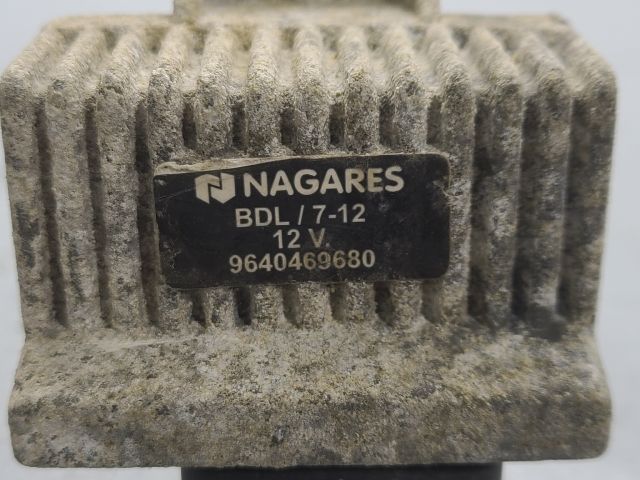 NAGARES
BDL / 7-12
12 V.
9640469680